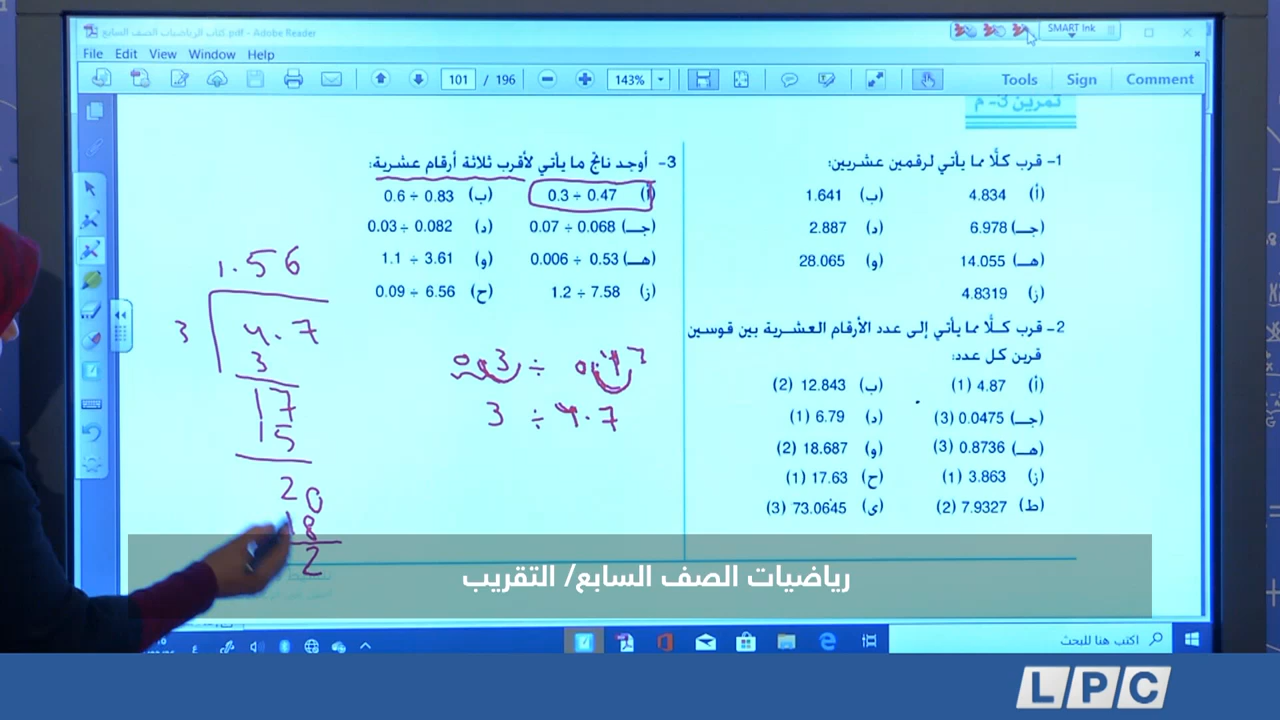 كتاب الرياضيات الصف السابع.pdf - Adobe Reader
SMART Ink
File Edit View Window Help
101 / 196 143% Tools Sign Comment
تمرين 3- م
1- قرب كلًّا مما يأتي لرقمين عشريين:
(أ) 4.834 (ب) 1.641
(جـ) 6.978 (د) 2.887
(هـ) 14.055 (و) 28.065
(ز) 4.8319
2- قرب كلًّا مما يأتي إلى عدد الأرقام العشرية بين قوسين
قرين كل عدد:
(أ) 4.87 (1) (ب) 12.843 (2)
(جـ) 0.0475 (3) (د) 6.79 (1)
(هـ) 0.8736 (3) (و) 18.687 (2)
(ز) 3.863 (1) (ح) 17.63 (1)
(ط) 7.9327 (2) (ي) 73.0645 (3)
3- أوجد ناتج ما يأتي لأقرب ثلاثة أرقام عشرية:
(أ) 0.47 ÷ 0.3 (ب) 0.83 ÷ 0.6
(جـ) 0.068 ÷ 0.07 (د) 0.082 ÷ 0.03
(هـ) 0.53 ÷ 0.006 (و) 3.61 ÷ 1.1
(ز) 7.58 ÷ 1.2 (ح) 6.56 ÷ 0.09
0.3 ÷ 0.47
3 ÷ 4.7
1.56
3 4.7
3
17
15
20
18
2
رياضيات الصف السابع/ التقريب
اكتب هنا للبحث
LPC